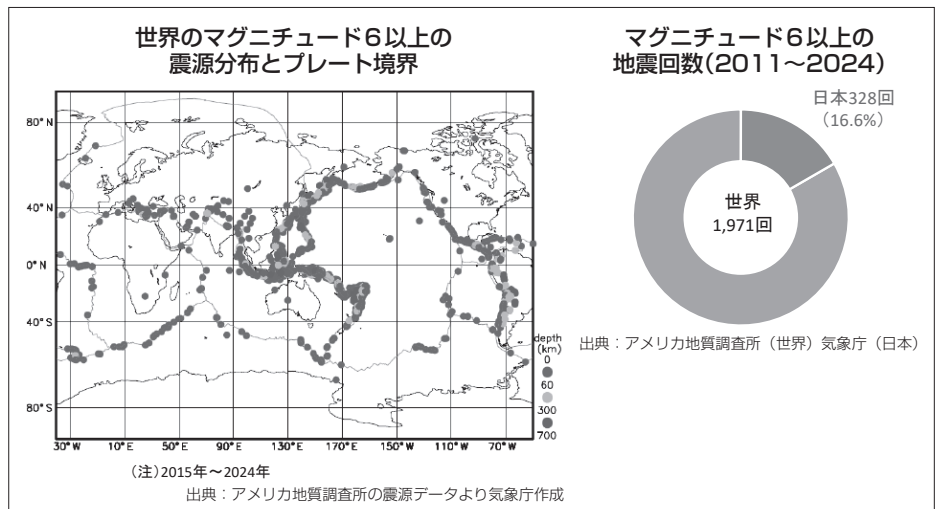 世界のマグニチュード6以上の
震源分布とプレート境界
80°N
40°N
0°N
40°S
80°S
30°W 10°E 50°E 90°E 130°E 170°E 150°W 110°W 70°W
depth
(km)
0
60
300
700
(注)2015年～2024年
出典：アメリカ地質調査所の震源データより気象庁作成
マグニチュード6以上の
地震回数(2011～2024)
日本328回
(16.6%)
世界
1,971回
出典：アメリカ地質調査所（世界）気象庁（日本）